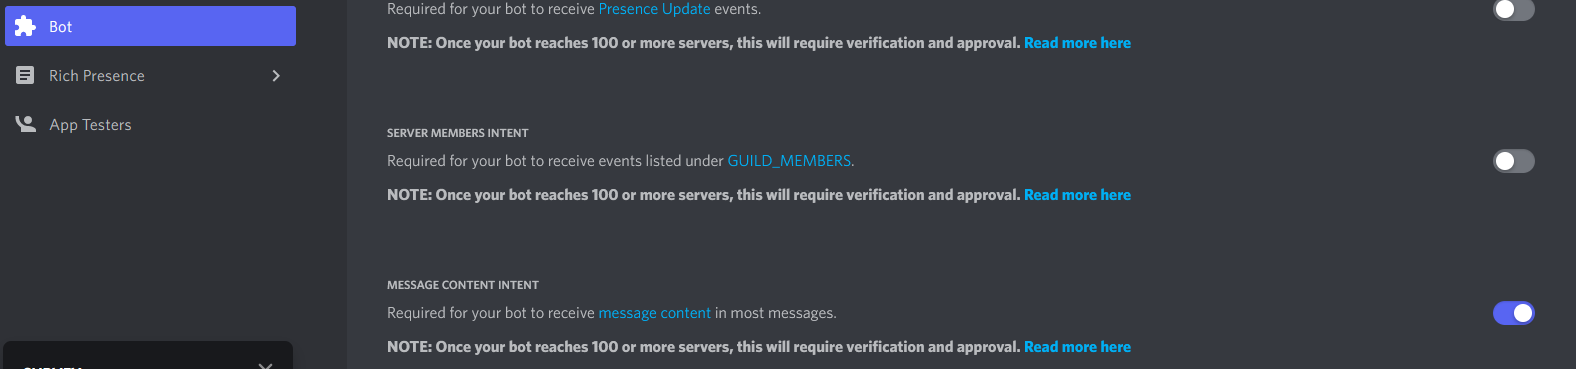 Bot
Rich Presence
App Testers
Required for your bot to receive Presence Update events.
NOTE: Once your bot reaches 100 or more servers, this will require verification and approval. Read more here
SERVER MEMBERS INTENT
Required for your bot to receive events listed under GUILD_MEMBERS.
NOTE: Once your bot reaches 100 or more servers, this will require verification and approval. Read more here
MESSAGE CONTENT INTENT
Required for your bot to receive message content in most messages.
NOTE: Once your bot reaches 100 or more servers, this will require verification and approval. Read more here